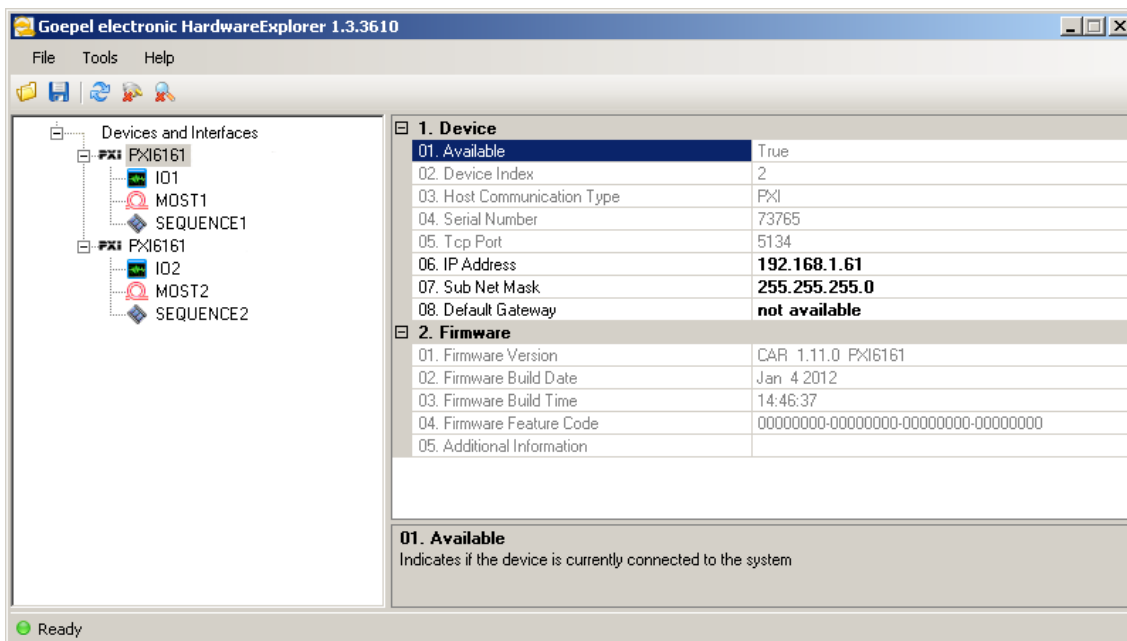 Goepel electronic HardwareExplorer 1.3.3610
File Tools Help
Devices and Interfaces
PXI PXI6161
IO1
MOST1
SEQUENCE1
PXI PXI6161
IO2
MOST2
SEQUENCE2
1. Device
01. Available True
02. Device Index 2
03. Host Communication Type PXI
04. Serial Number 73765
05. Tcp Port 5134
06. IP Address 192.168.1.61
07. Sub Net Mask 255.255.255.0
08. Default Gateway not available
2. Firmware
01. Firmware Version CAR 1.11.0 PXI6161
02. Firmware Build Date Jan 4 2012
03. Firmware Build Time 14:46:37
04. Firmware Feature Code 00000000-00000000-00000000-00000000
05. Additional Information
01. Available
Indicates if the device is currently connected to the system
Ready